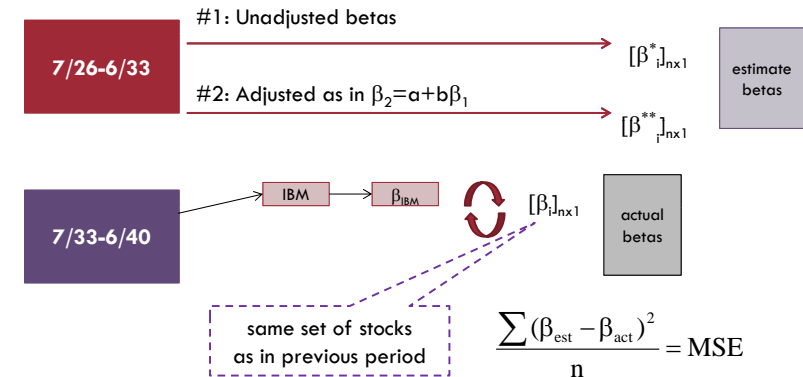 #1: Unadjusted betas
7/26-6/33
[β*i]nx1
estimate
betas
#2: Adjusted as in β2=a+bβ1
[β**i]nx1
IBM
βIBM
[βi]nx1
7/33-6/40
actual
betas
same set of stocks
as in previous period
∑(βest − βact)²
n
= MSE